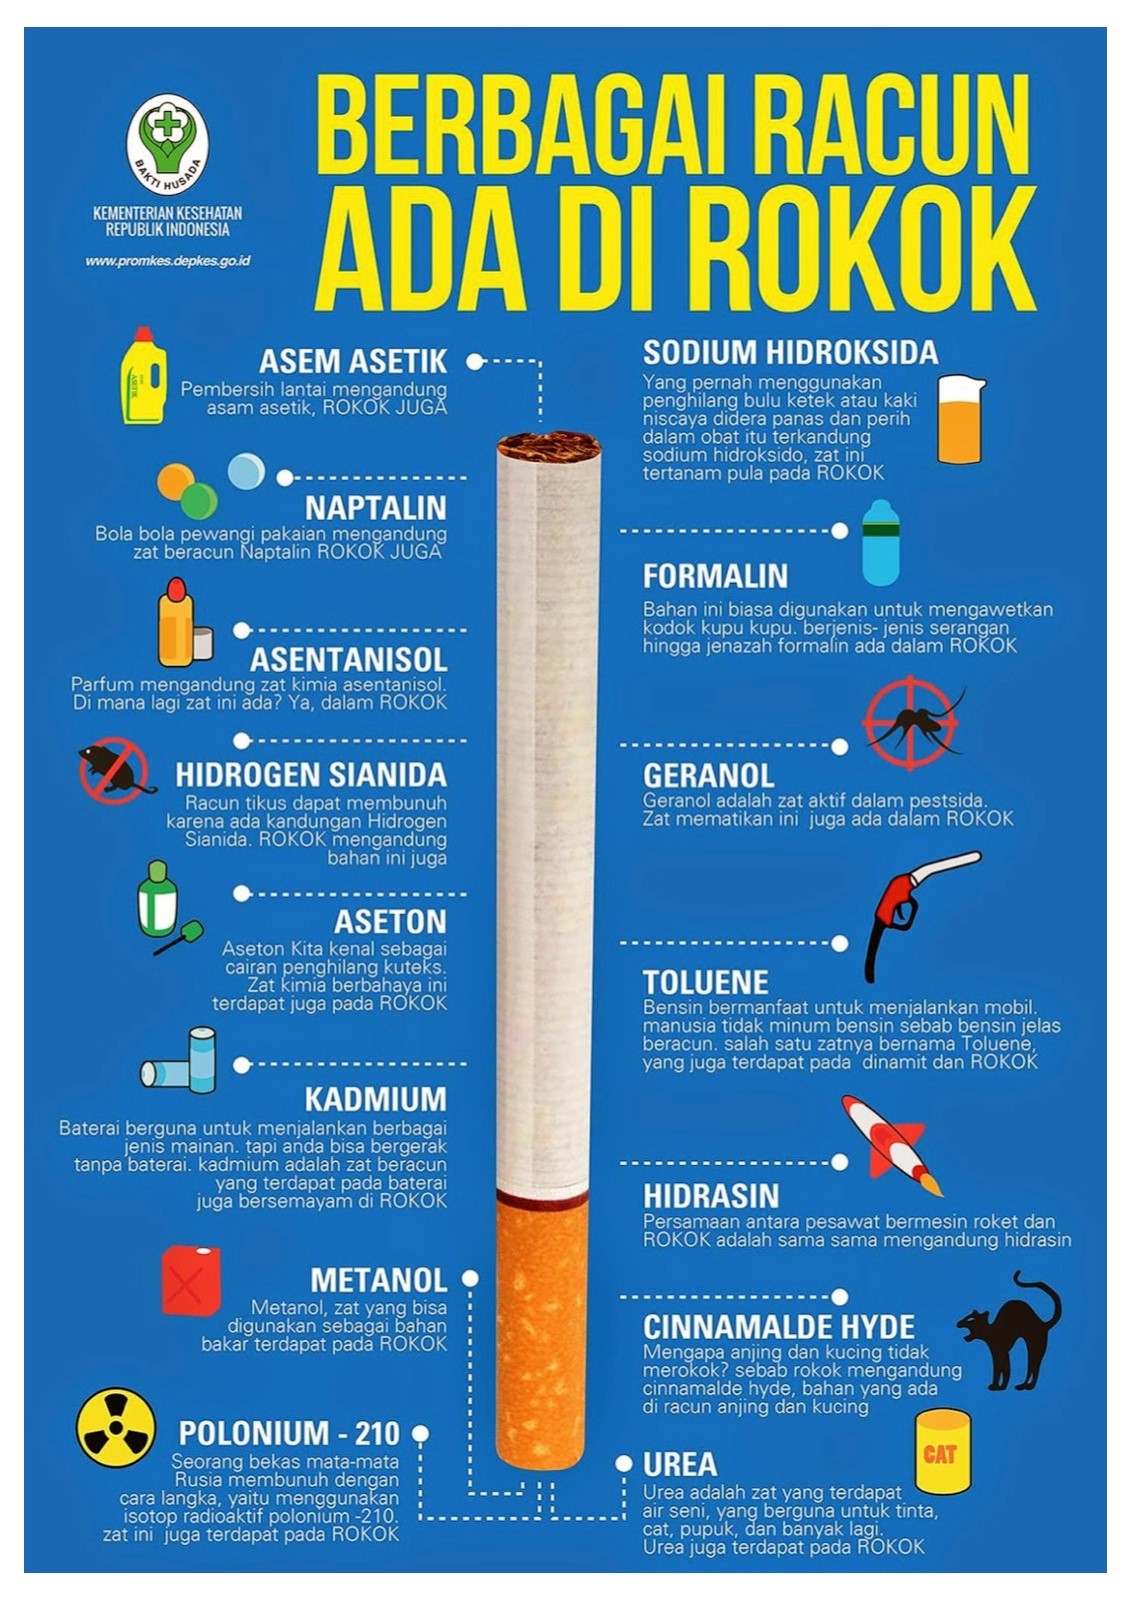 BERBAGAI RACUN
ADA DI ROKOK
BAKTI HUSADA
KEMENTERIAN KESEHATAN
REPUBLIK INDONESIA
www.promkes.depkes.go.id
ASEM ASETIK
Pembersih lantai mengandung
asam asetik, ROKOK JUGA
NAPTALIN
Bola bola pewangi pakaian mengandung
zat beracun Naptalin ROKOK JUGA
ASENTANISOL
Parfum mengandung zat kimia asentanisol.
Di mana lagi zat ini ada? Ya, dalam ROKOK
HIDROGEN SIANIDA
Racun tikus dapat membunuh
karena ada kandungan Hidrogen
Sianida. ROKOK mengandung
bahan ini juga
ASETON
Aseton Kita kenal sebagai
cairan penghilang kuteks.
Zat kimia berbahaya ini
terdapat juga pada ROKOK
KADMIUM
Baterai berguna untuk menjalankan berbagai
jenis mainan. tapi anda bisa bergerak
tanpa baterai. kadmium adalah zat beracun
yang terdapat pada baterai
juga bersemayam di ROKOK
METANOL
Metanol, zat yang bisa
digunakan sebagai bahan
bakar terdapat pada ROKOK
POLONIUM - 210
Seorang bekas mata-mata
Rusia membunuh dengan
cara langka, yaitu menggunakan
isotop radioaktif polonium -210.
zat ini juga terdapat pada ROKOK
SODIUM HIDROKSIDA
Yang pernah menggunakan
penghilang bulu ketek atau kaki
niscaya didera panas dan perih
dalam obat itu terkandung
sodium hidroksido, zat ini
tertanam pula pada ROKOK
FORMALIN
Bahan ini biasa digunakan untuk mengawetkan
kodok kupu kupu. berjenis- jenis serangan
hingga jenazah formalin ada dalam ROKOK
GERANOL
Geranol adalah zat aktif dalam pestsida.
Zat mematikan ini juga ada dalam ROKOK
TOLUENE
Bensin bermanfaat untuk menjalankan mobil.
manusia tidak minum bensin sebab bensin jelas
beracun. salah satu zatnya bernama Toluene,
yang juga terdapat pada dinamit dan ROKOK
HIDRASIN
Persamaan antara pesawat bermesin roket dan
ROKOK adalah sama sama mengandung hidrasin
CINNAMALDE HYDE
Mengapa anjing dan kucing tidak
merokok? sebab rokok mengandung
cinnamalde hyde, bahan yang ada
di racun anjing dan kucing
CAT
UREA
Urea adalah zat yang terdapat
air seni, yang berguna untuk tinta,
cat, pupuk, dan banyak lagi.
Urea juga terdapat pada ROKOK